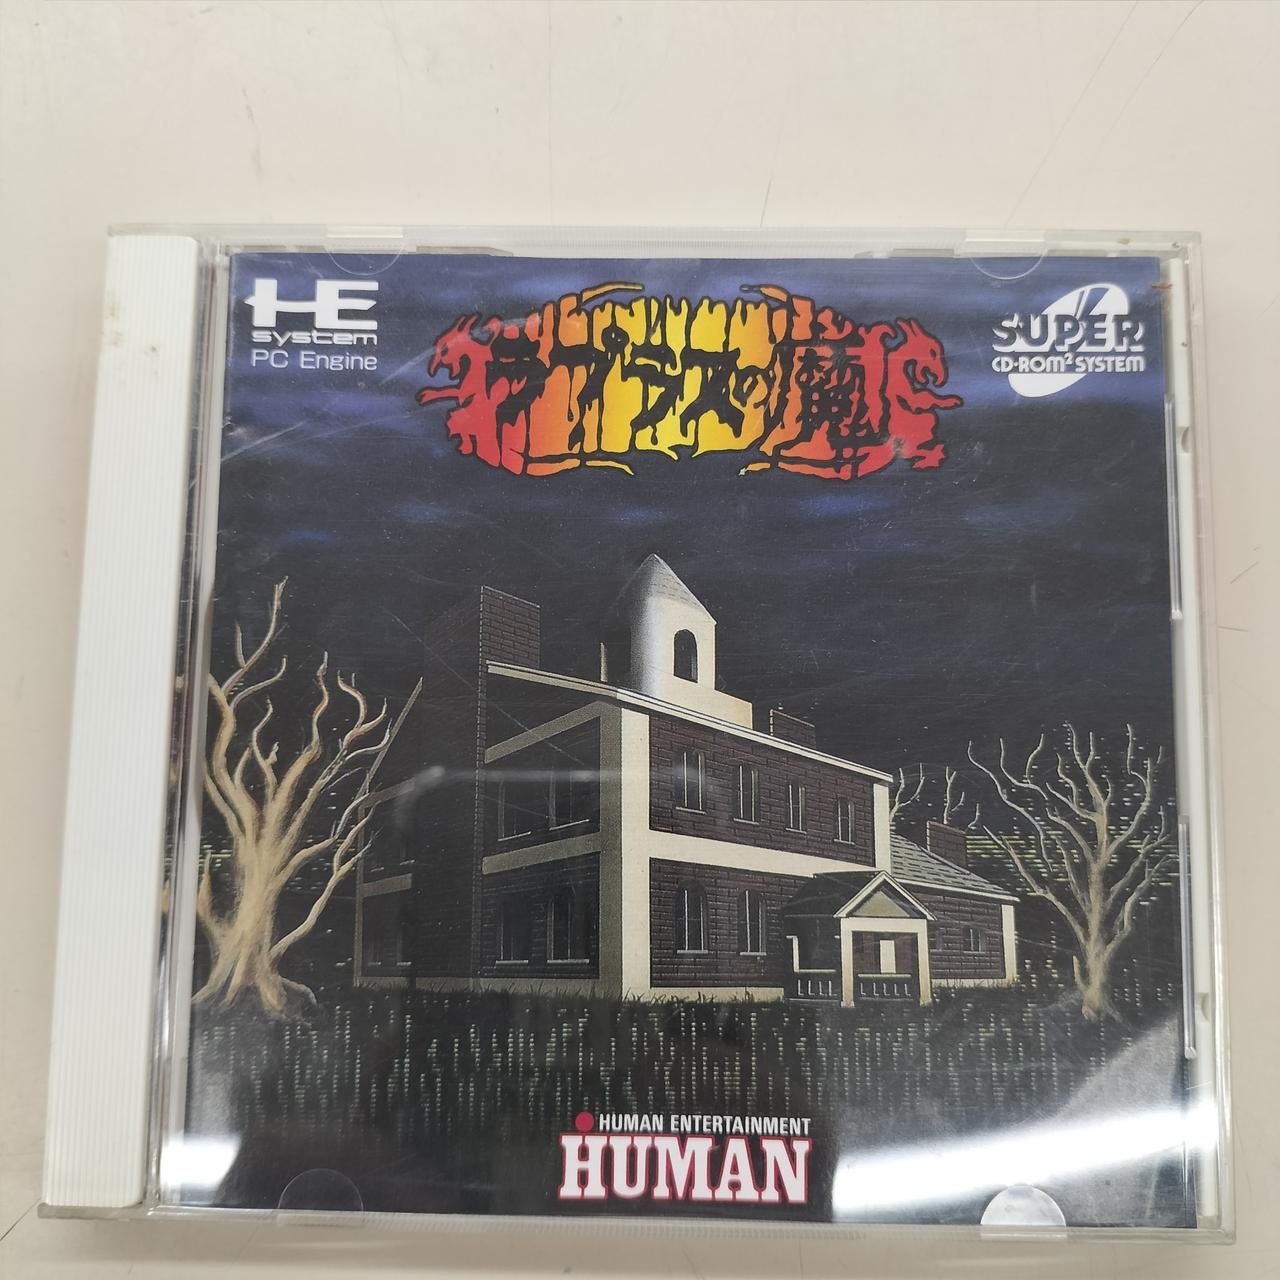 HE
system
PC Engine
ラプラスの魔
SUPER
CD-ROM² SYSTEM
HUMAN ENTERTAINMENT
HUMAN